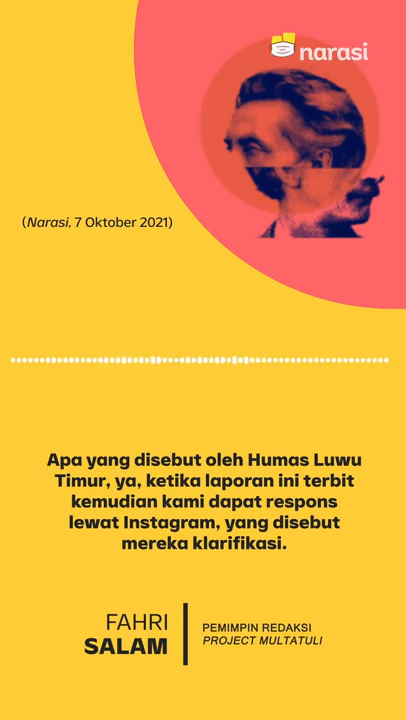 narasi
(Narasi, 7 Oktober 2021)
Apa yang disebut oleh Humas Luwu
Timur, ya, ketika laporan ini terbit
kemudian kami dapat respons
lewat Instagram, yang disebut
mereka klarifikasi.
FAHRI
SALAM
PEMIMPIN REDAKSI
PROJECT MULTATULI